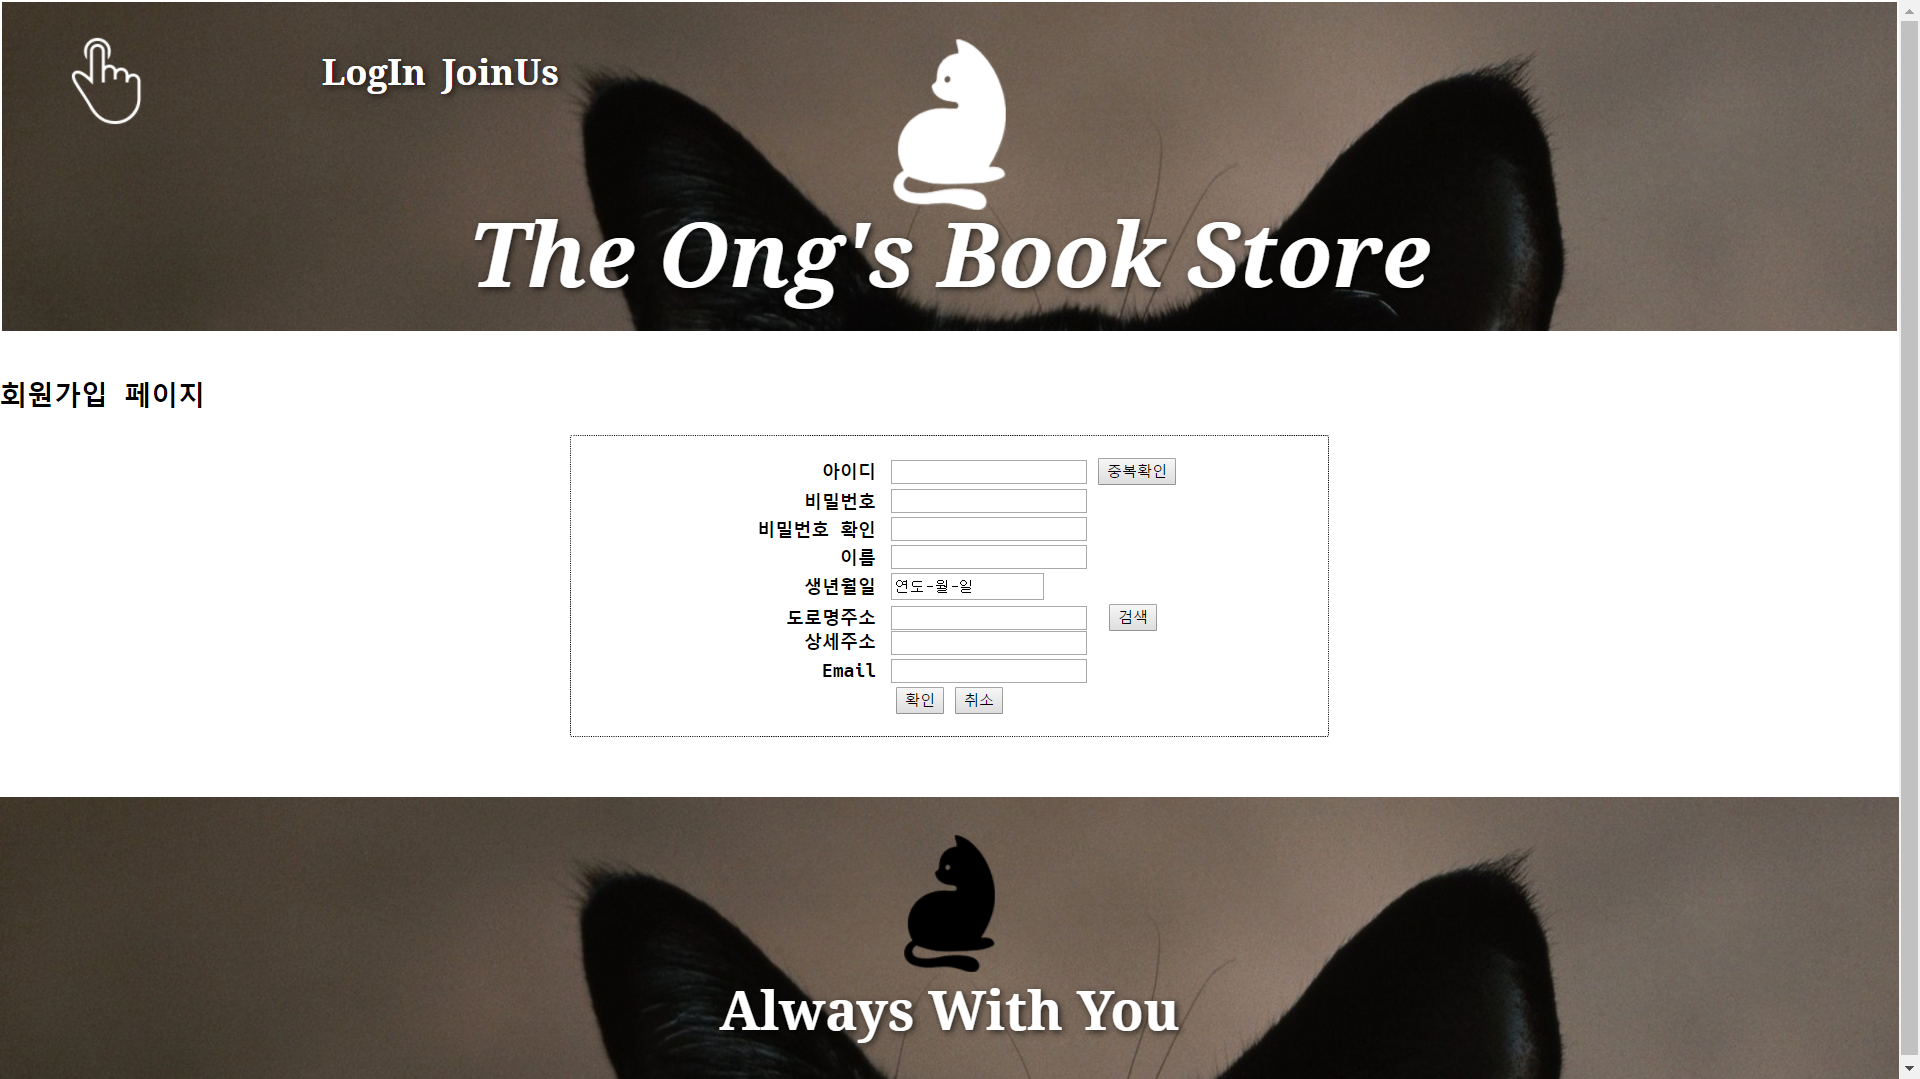 LogIn JoinUs
The Ong's Book Store
회원가입 페이지
아이디 중복확인
비밀번호
비밀번호 확인
이름
생년월일 연도-월-일
도로명주소 검색
상세주소
Email
확인 취소
Always With You